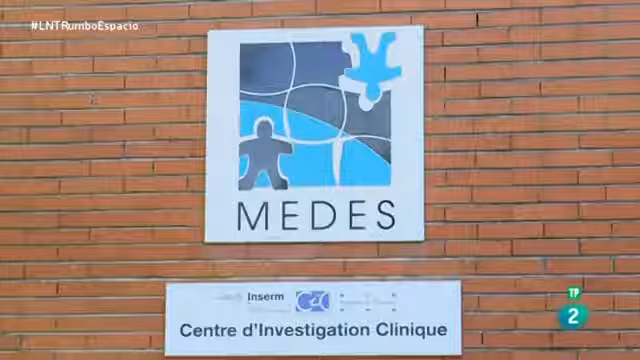 #LNTRumboEspacio
MEDES
Inserm
Centre d'Investigation Clinique
TP
2